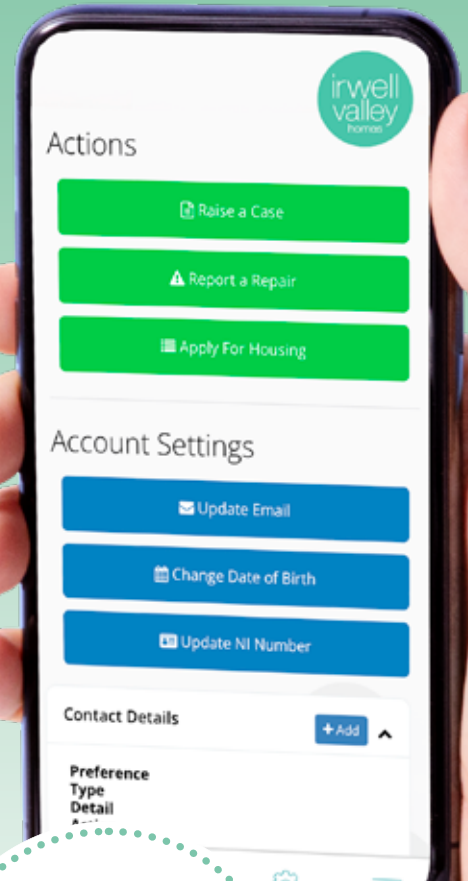 irwell
valley
homes
Actions
Raise a Case
Report a Repair
Apply For Housing
Account Settings
Update Email
Change Date of Birth
Update NI Number
Contact Details
+ Add
Preference
Type
Detail